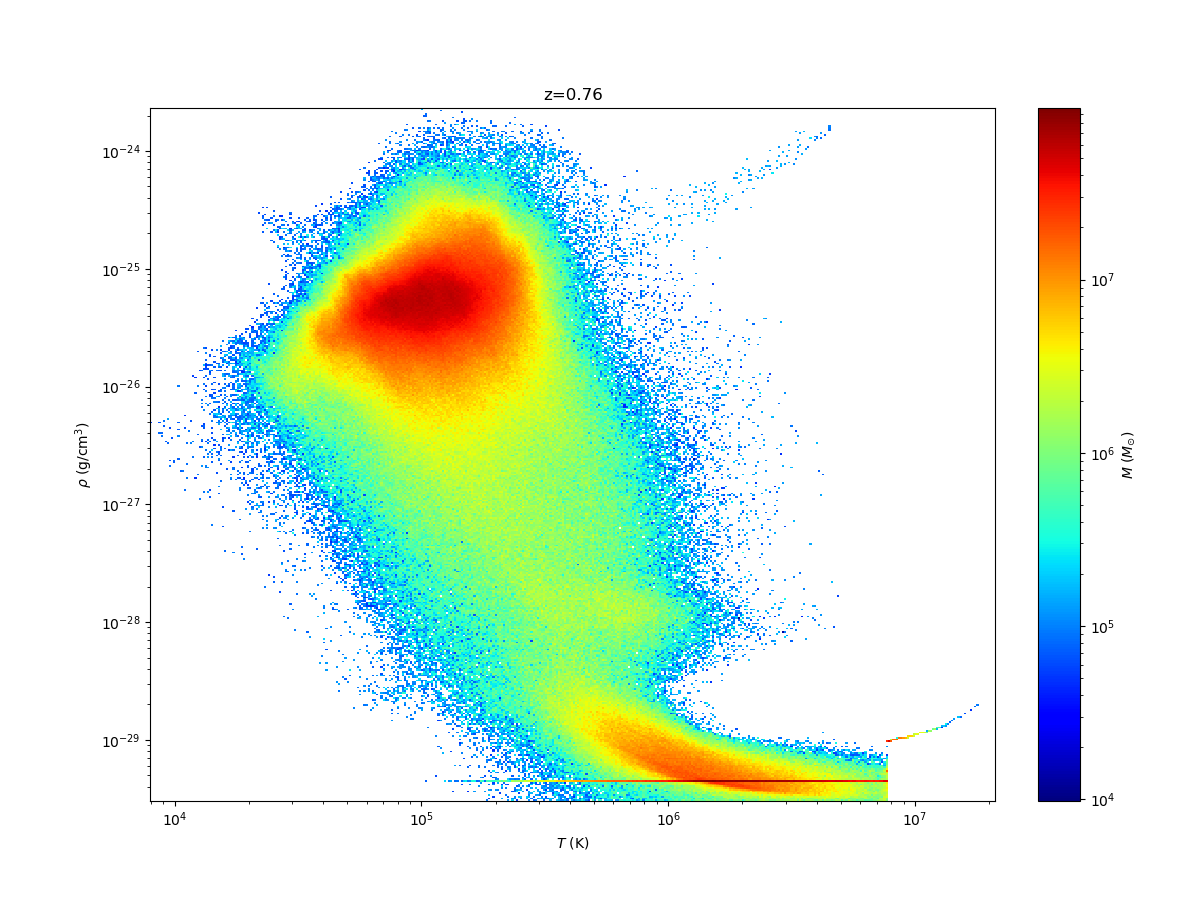 z=0.76
10⁻²⁴
10⁻²⁵
10⁻²⁶
10⁻²⁷
10⁻²⁸
10⁻²⁹
ρ (g/cm³)
10⁴ 10⁵ 10⁶ 10⁷
T (K)
10⁷
10⁶
10⁵
10⁴
M (M⊙)